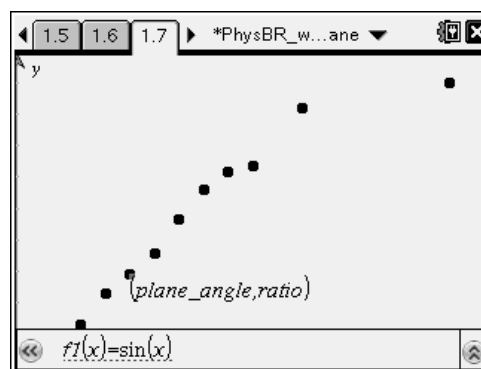 1.5 1.6 1.7 *PhysBR_w...ane
y
(plane_angle,ratio)
f1(x)=sin(x)